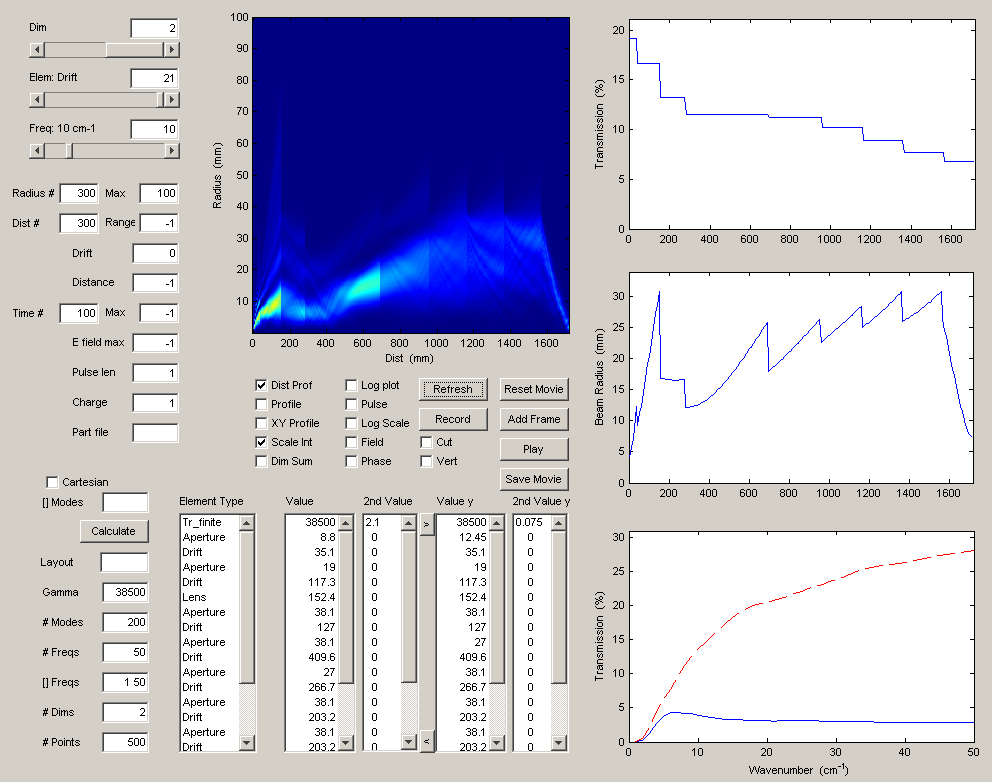 Dim 2
Elem: Drift 21
Freq: 10 cm-1 10
Radius # 300 Max 100
Dist # 300 Range -1
Drift 0
Distance -1
Time # 100 Max -1
E field max -1
Pulse len 1
Charge 1
Part file
Cartesian
[] Modes
Calculate
Layout
Gamma 38500
# Modes 200
# Freqs 50
[] Freqs 1 50
# Dims 2
# Points 500
100
90
80
70
60
50
40
30
20
10
Radius (mm)
0 200 400 600 800 1000 1200 1400 1600
Dist (mm)
Dist Prof Log plot Refresh Reset Movie
Profile Pulse Record Add Frame
XY Profile Log Scale
Scale Int Field Cut Play
Dim Sum Phase Vert Save Movie
Element Type Value 2nd Value Value y 2nd Value y
Tr_finite 38500 2.1 > 38500 0.075
Aperture 8.8 0 12.45 0
Drift 35.1 0 35.1 0
Aperture 19 0 19 0
Drift 117.3 0 117.3 0
Lens 152.4 0 152.4 0
Aperture 38.1 0 38.1 0
Drift 127 0 127 0
Aperture 38.1 0 27 0
Drift 409.6 0 409.6 0
Aperture 27 0 38.1 0
Drift 266.7 0 266.7 0
Aperture 38.1 0 38.1 0
Drift 203.2 0 203.2 0
Aperture 38.1 0 38.1 0
Drift 203.2 0 < 203.2 0
20
15
10
5
0
Transmission (%)
0 200 400 600 800 1000 1200 1400 1600
30
25
20
15
10
5
0
Beam Radius (mm)
0 200 400 600 800 1000 1200 1400 1600
30
25
20
15
10
5
0
Transmission (%)
0 10 20 30 40 50
Wavenumber (cm⁻¹)